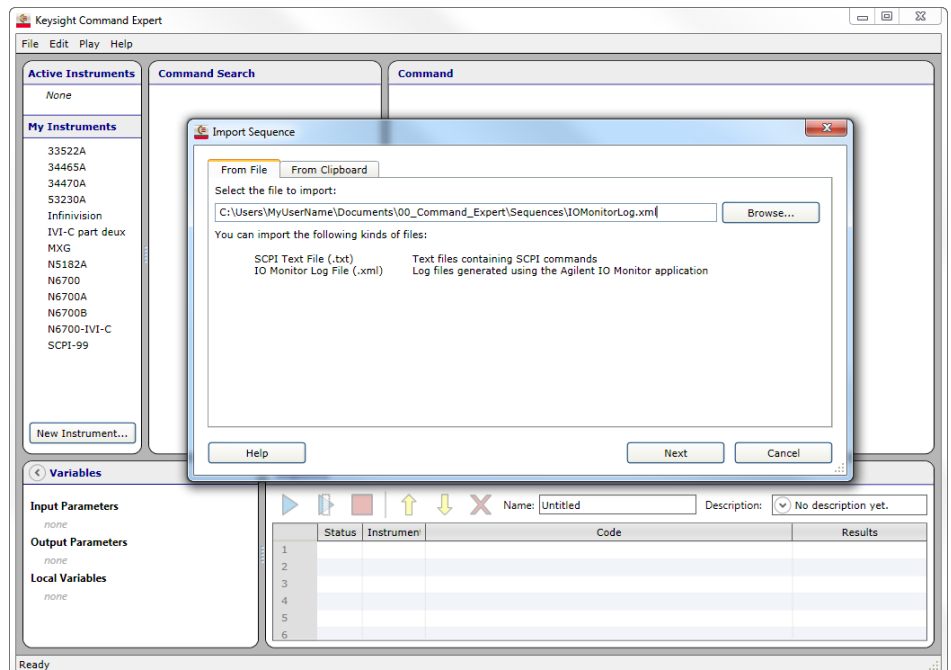 Keysight Command Expert
File Edit Play Help
Active Instruments
None
My Instruments
33522A
34465A
34470A
53230A
Infinivision
IVI-C part deux
MXG
N5182A
N6700
N6700A
N6700B
N6700-IVI-C
SCPI-99
New Instrument...
Command Search
Command
Import Sequence
From File From Clipboard
Select the file to import:
C:\Users\MyUserName\Documents\00_Command_Expert\Sequences\IOMonitorLog.xml
Browse...
You can import the following kinds of files:
SCPI Text File (.txt) Text files containing SCPI commands
IO Monitor Log File (.xml) Log files generated using the Agilent IO Monitor application
Help Next Cancel
Variables
Input Parameters
none
Output Parameters
none
Local Variables
none
Name: Untitled Description: No description yet.
Status Instrumen Code Results
1
2
3
4
5
6
Ready